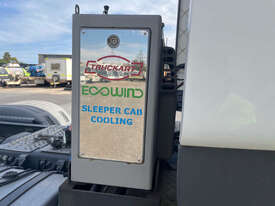 TRUCKART
ECOWIND
SLEEPER CAB
COOLING